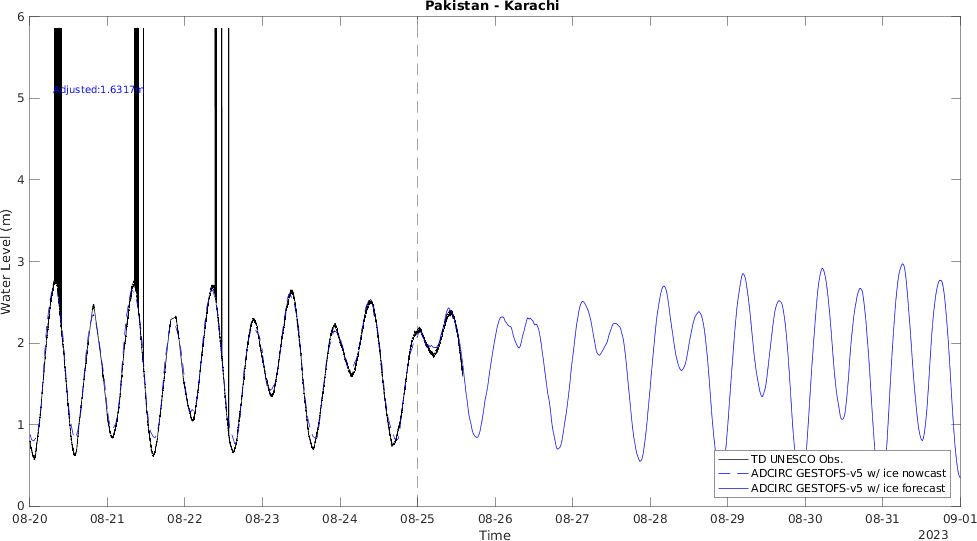 Pakistan - Karachi
6
5
4
3
2
1
0
Water Level (m)
Adjusted:1.6317m
TD UNESCO Obs.
ADCIRC GESTOFS-v5 w/ ice nowcast
ADCIRC GESTOFS-v5 w/ ice forecast
08-20 08-21 08-22 08-23 08-24 08-25 08-26 08-27 08-28 08-29 08-30 08-31 09-01
Time
2023